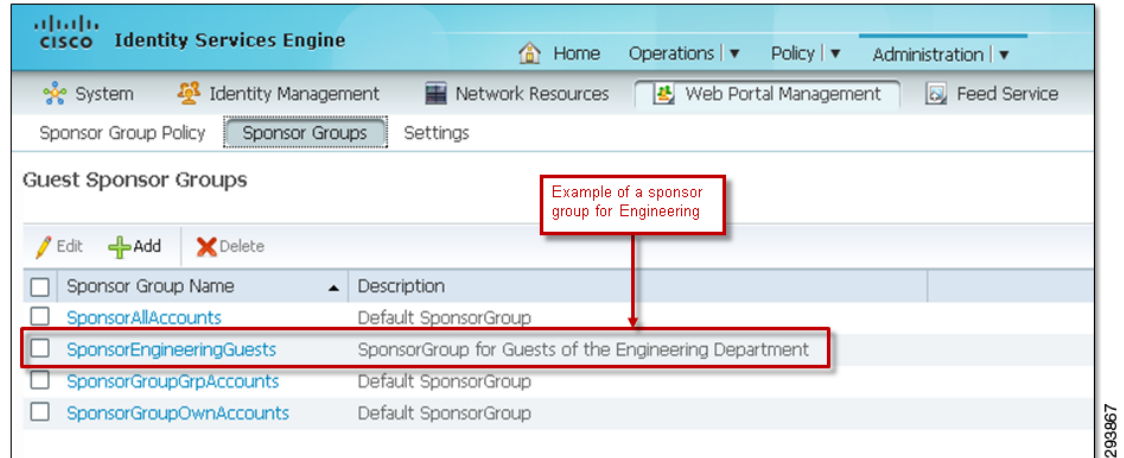 CISCO Identity Services Engine
Home Operations | ▼ Policy | ▼ Administration | ▼
System Identity Management Network Resources Web Portal Management Feed Service
Sponsor Group Policy Sponsor Groups Settings
Guest Sponsor Groups
Example of a sponsor
group for Engineering
Edit Add Delete
Sponsor Group Name ▲ Description
SponsorAllAccounts Default SponsorGroup
SponsorEngineeringGuests SponsorGroup for Guests of the Engineering Department
SponsorGroupGrpAccounts Default SponsorGroup
SponsorGroupOwnAccounts Default SponsorGroup
293867